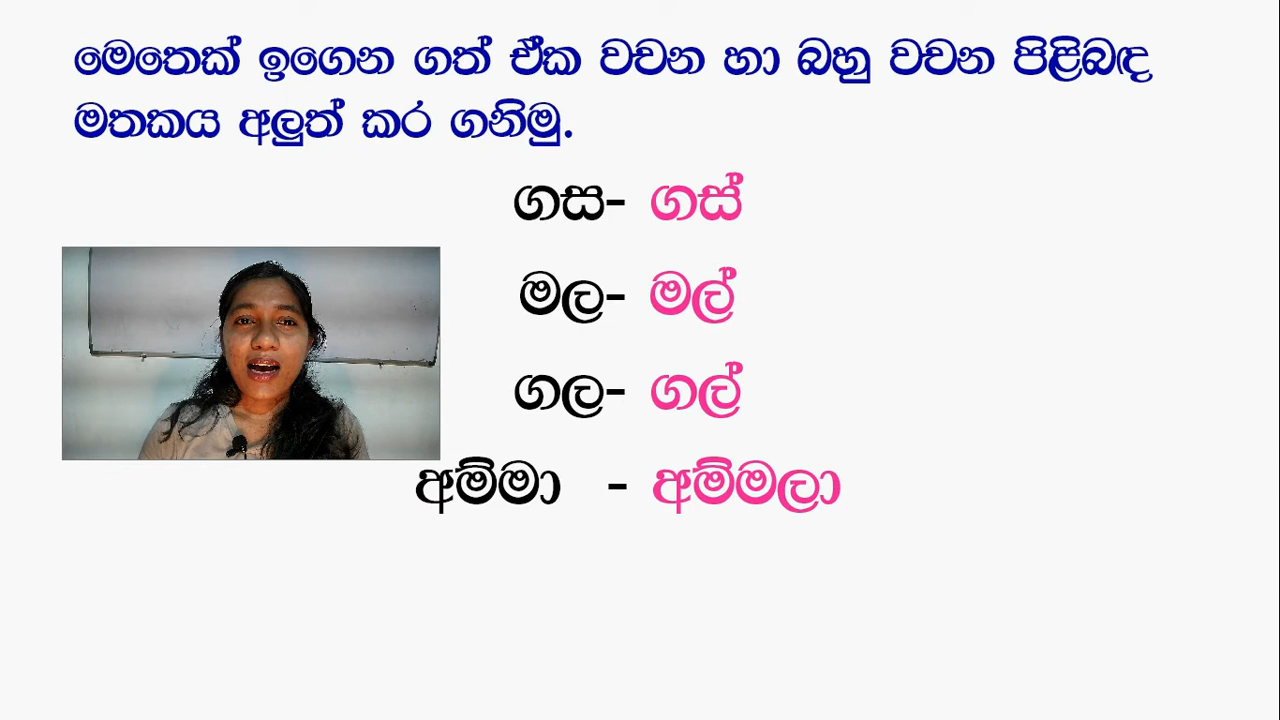 මෙතෙක් ඉගෙන ගත් ඒක වචන හා බහු වචන පිළිබඳ
මතකය අලුත් කර ගනිමු.
ගස- ගස්
මල- මල්
ගල- ගල්
අම්මා - අම්මලා